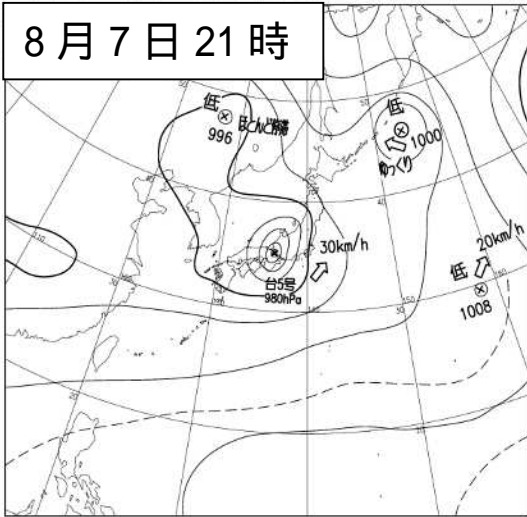 8月7日21時
低
996
ほとんど停滞
低
1000
ゆっくり
30km/h
台5号
980hPa
20km/h
低
1008